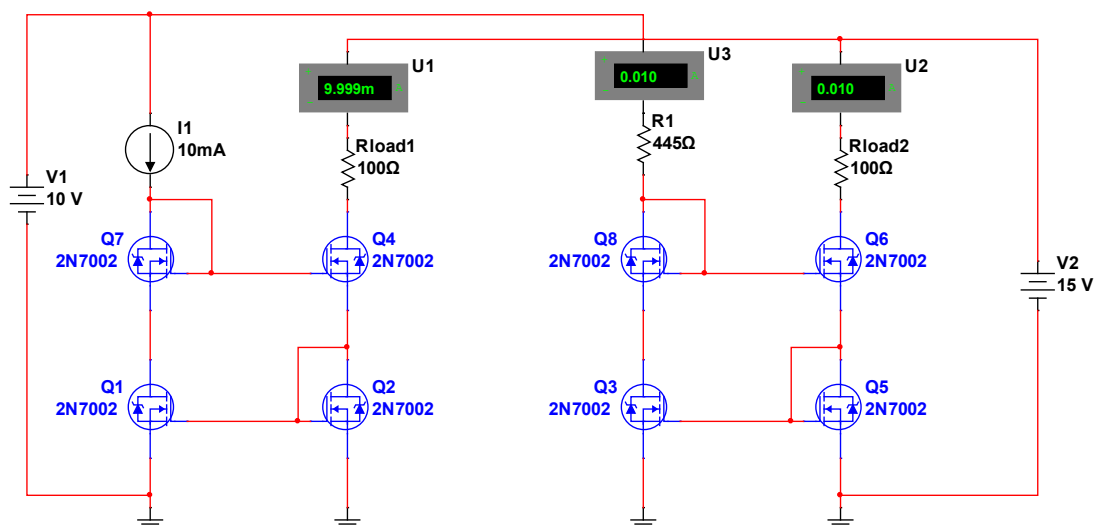 U1
9.999m
A
U3
0.010
A
U2
0.010
A
I1
10mA
R1
445Ω
Rload1
100Ω
Rload2
100Ω
V1
10 V
Q7
2N7002
Q4
2N7002
Q8
2N7002
Q6
2N7002
V2
15 V
Q1
2N7002
Q2
2N7002
Q3
2N7002
Q5
2N7002